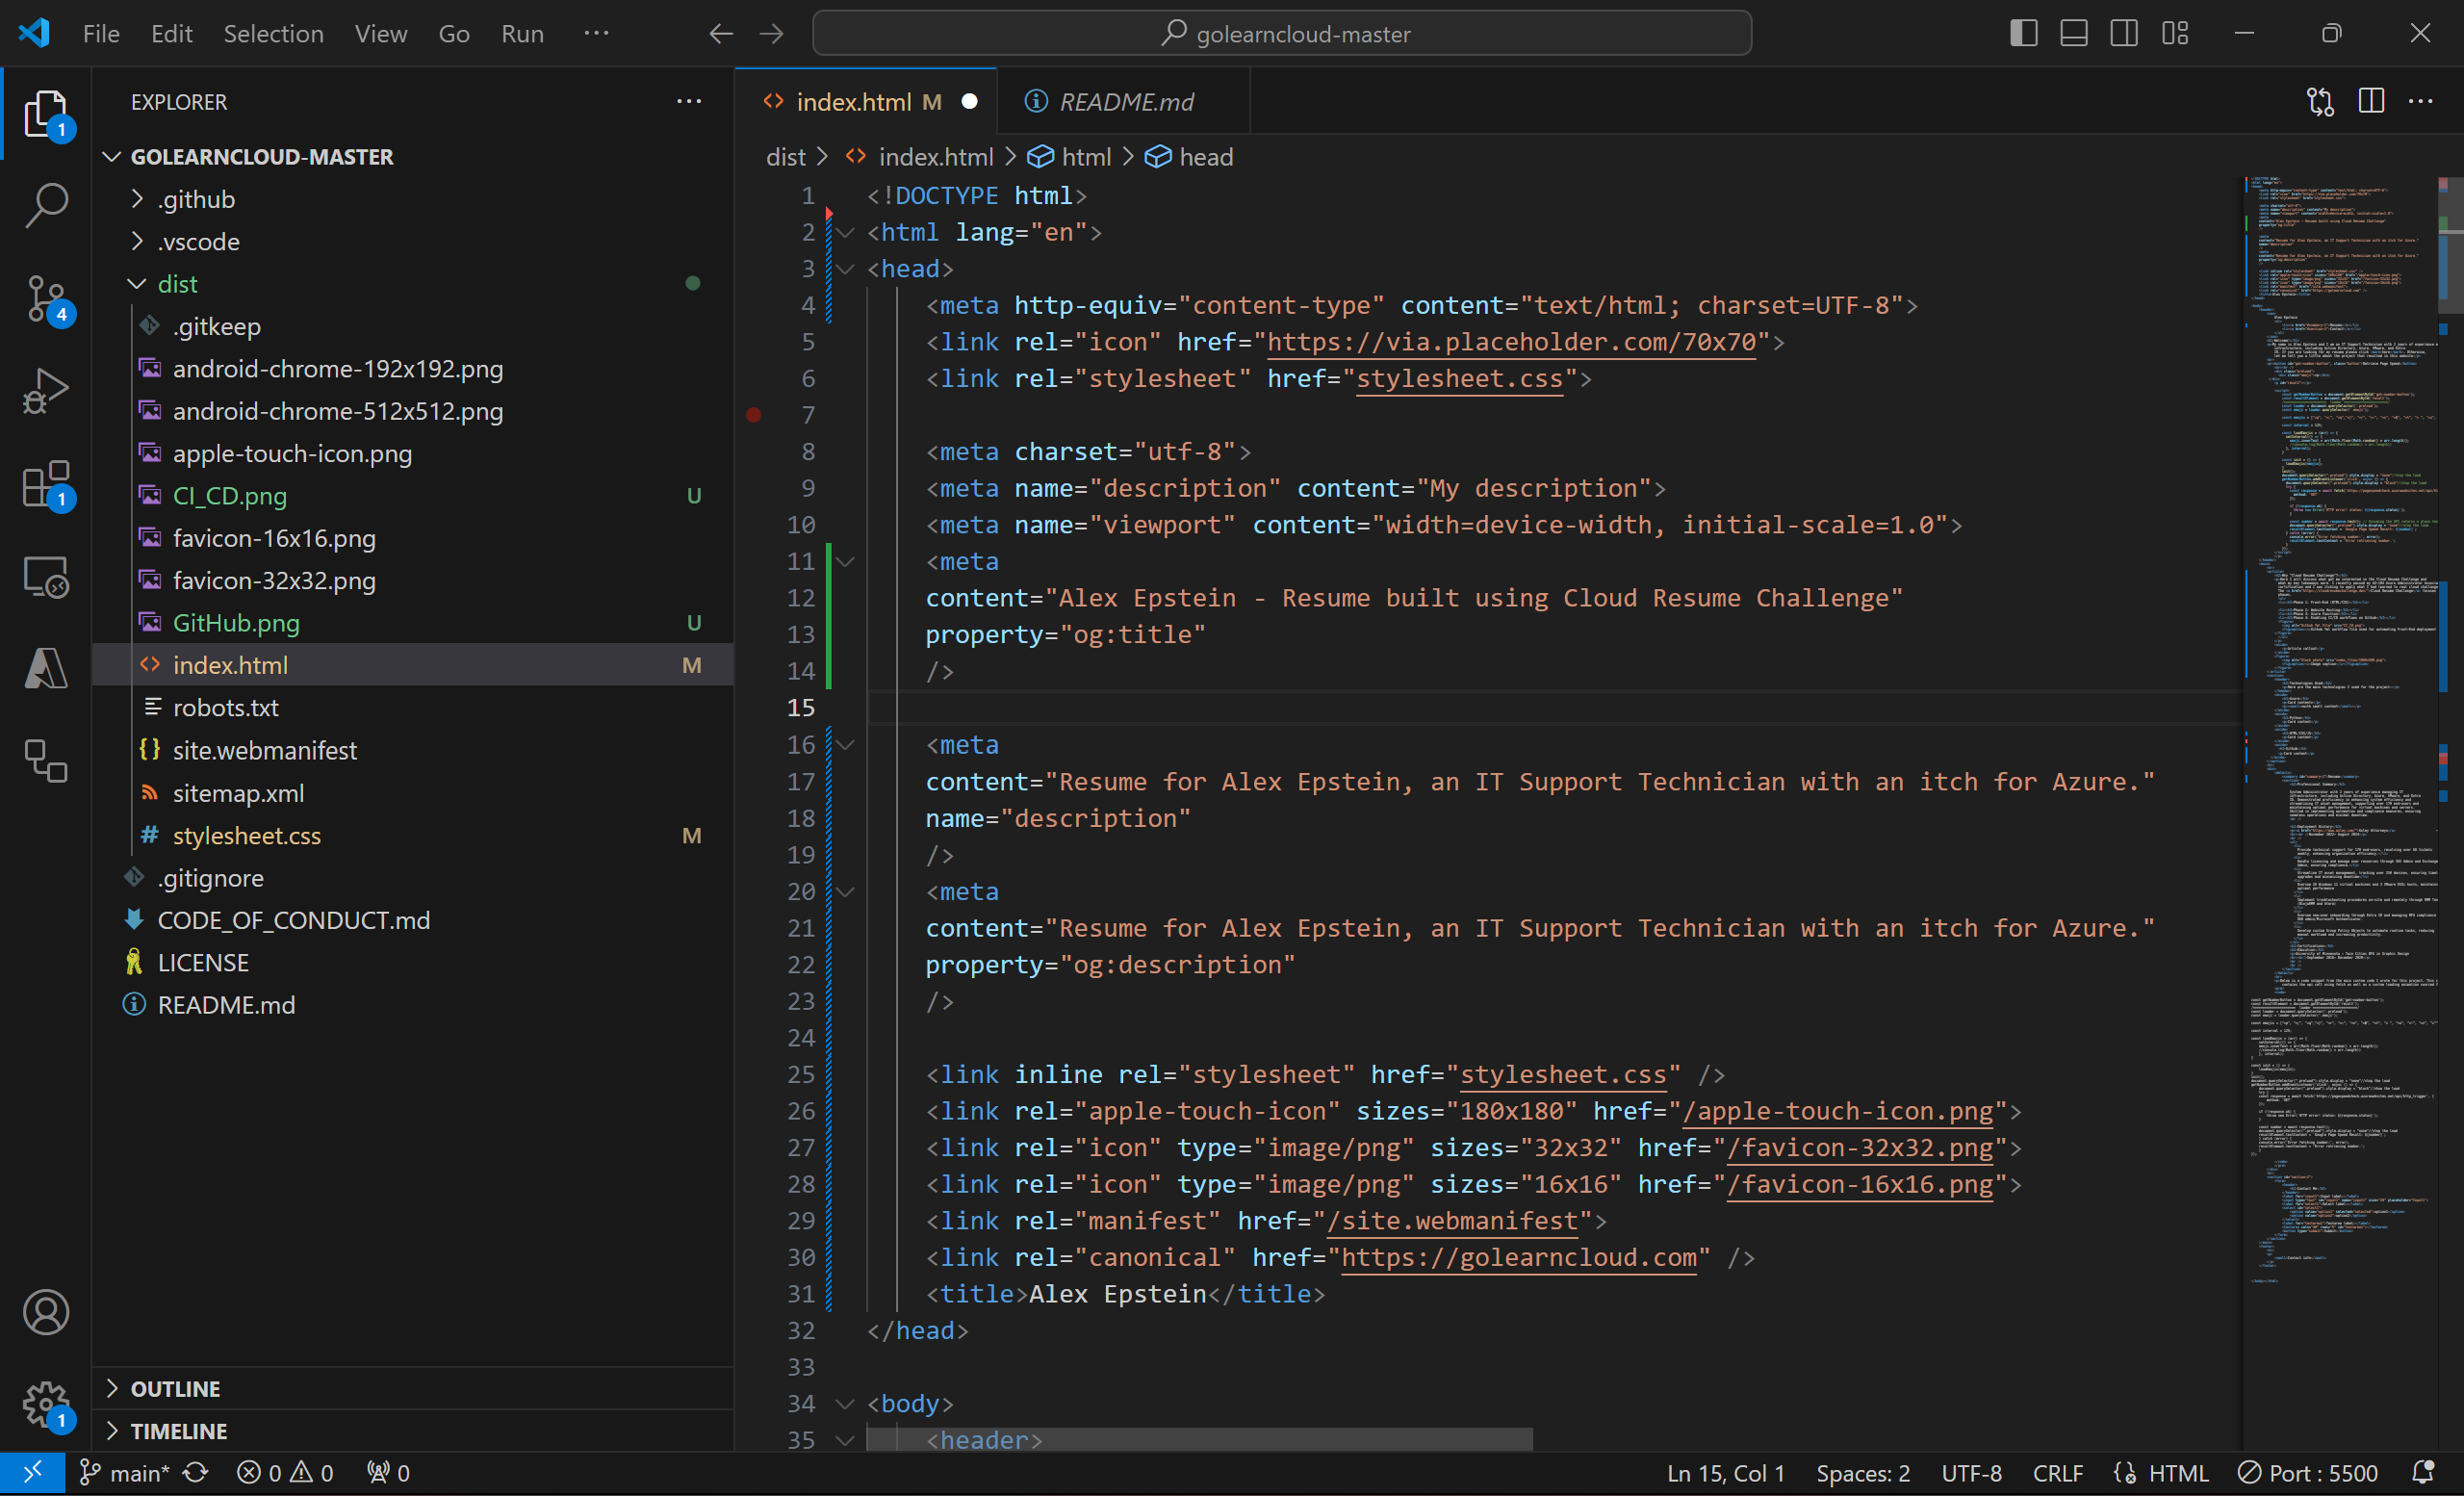 File Edit Selection View Go Run ···
golearncloud-master
EXPLORER
GOLEARNCLOUD-MASTER
.github
.vscode
dist
.gitkeep
android-chrome-192x192.png
android-chrome-512x512.png
apple-touch-icon.png
CI_CD.png U
favicon-16x16.png
favicon-32x32.png
GitHub.png U
index.html M
robots.txt
site.webmanifest
sitemap.xml
stylesheet.css M
.gitignore
CODE_OF_CONDUCT.md
LICENSE
README.md
OUTLINE
TIMELINE
1
4
1
1
index.html M
README.md
dist > index.html > html > head
1 <!DOCTYPE html>
2 <html lang="en">
3 <head>
4 <meta http-equiv="content-type" content="text/html; charset=UTF-8">
5 <link rel="icon" href="https://via.placeholder.com/70x70">
6 <link rel="stylesheet" href="stylesheet.css">
7
8 <meta charset="utf-8">
9 <meta name="description" content="My description">
10 <meta name="viewport" content="width=device-width, initial-scale=1.0">
11 <meta
12 content="Alex Epstein - Resume built using Cloud Resume Challenge"
13 property="og:title"
14 />
15
16 <meta
17 content="Resume for Alex Epstein, an IT Support Technician with an itch for Azure."
18 name="description"
19 />
20 <meta
21 content="Resume for Alex Epstein, an IT Support Technician with an itch for Azure."
22 property="og:description"
23 />
24
25 <link inline rel="stylesheet" href="stylesheet.css" />
26 <link rel="apple-touch-icon" sizes="180x180" href="/apple-touch-icon.png">
27 <link rel="icon" type="image/png" sizes="32x32" href="/favicon-32x32.png">
28 <link rel="icon" type="image/png" sizes="16x16" href="/favicon-16x16.png">
29 <link rel="manifest" href="/site.webmanifest">
30 <link rel="canonical" href="https://golearncloud.com" />
31 <title>Alex Epstein</title>
32 </head>
33
34 <body>
35 <header>
main* 0 0 0
Ln 15, Col 1 Spaces: 2 UTF-8 CRLF HTML Port : 5500